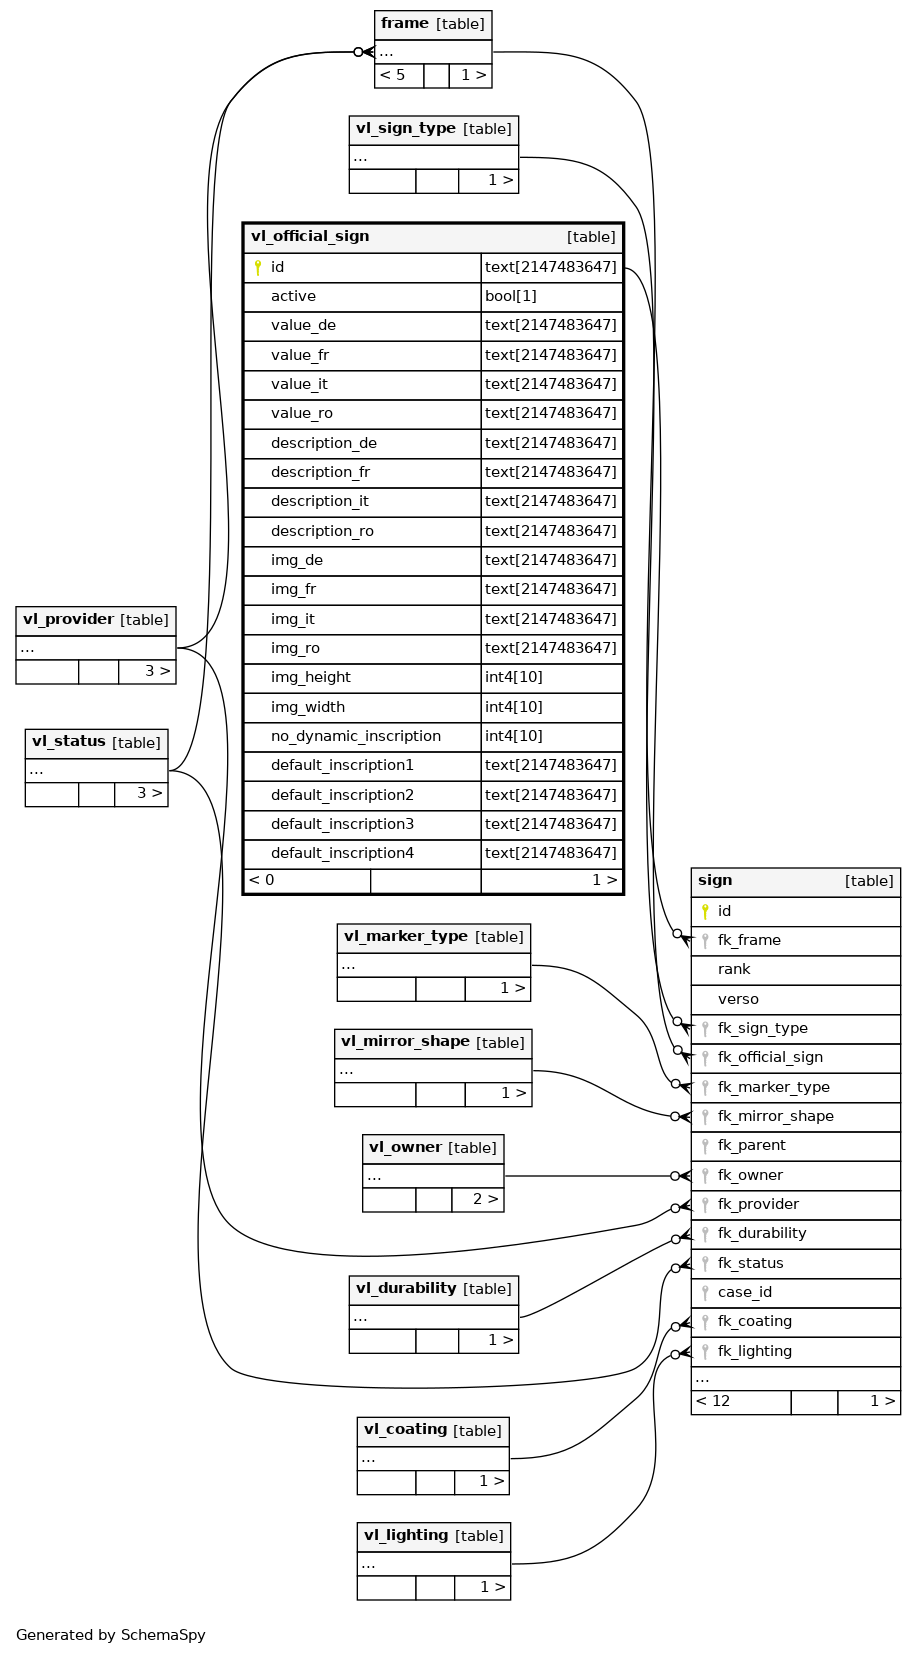 frame [table]
...
< 5 1 >
vl_sign_type [table]
...
1 >
vl_official_sign [table]
id text[2147483647]
active bool[1]
value_de text[2147483647]
value_fr text[2147483647]
value_it text[2147483647]
value_ro text[2147483647]
description_de text[2147483647]
description_fr text[2147483647]
description_it text[2147483647]
description_ro text[2147483647]
img_de text[2147483647]
img_fr text[2147483647]
img_it text[2147483647]
img_ro text[2147483647]
img_height int4[10]
img_width int4[10]
no_dynamic_inscription int4[10]
default_inscription1 text[2147483647]
default_inscription2 text[2147483647]
default_inscription3 text[2147483647]
default_inscription4 text[2147483647]
< 0 1 >
vl_provider [table]
...
3 >
vl_status [table]
...
3 >
vl_marker_type [table]
...
1 >
vl_mirror_shape [table]
...
1 >
vl_owner [table]
...
2 >
vl_durability [table]
...
1 >
vl_coating [table]
...
1 >
vl_lighting [table]
...
1 >
sign [table]
id
fk_frame
rank
verso
fk_sign_type
fk_official_sign
fk_marker_type
fk_mirror_shape
fk_parent
fk_owner
fk_provider
fk_durability
fk_status
case_id
fk_coating
fk_lighting
...
< 12 1 >
Generated by SchemaSpy